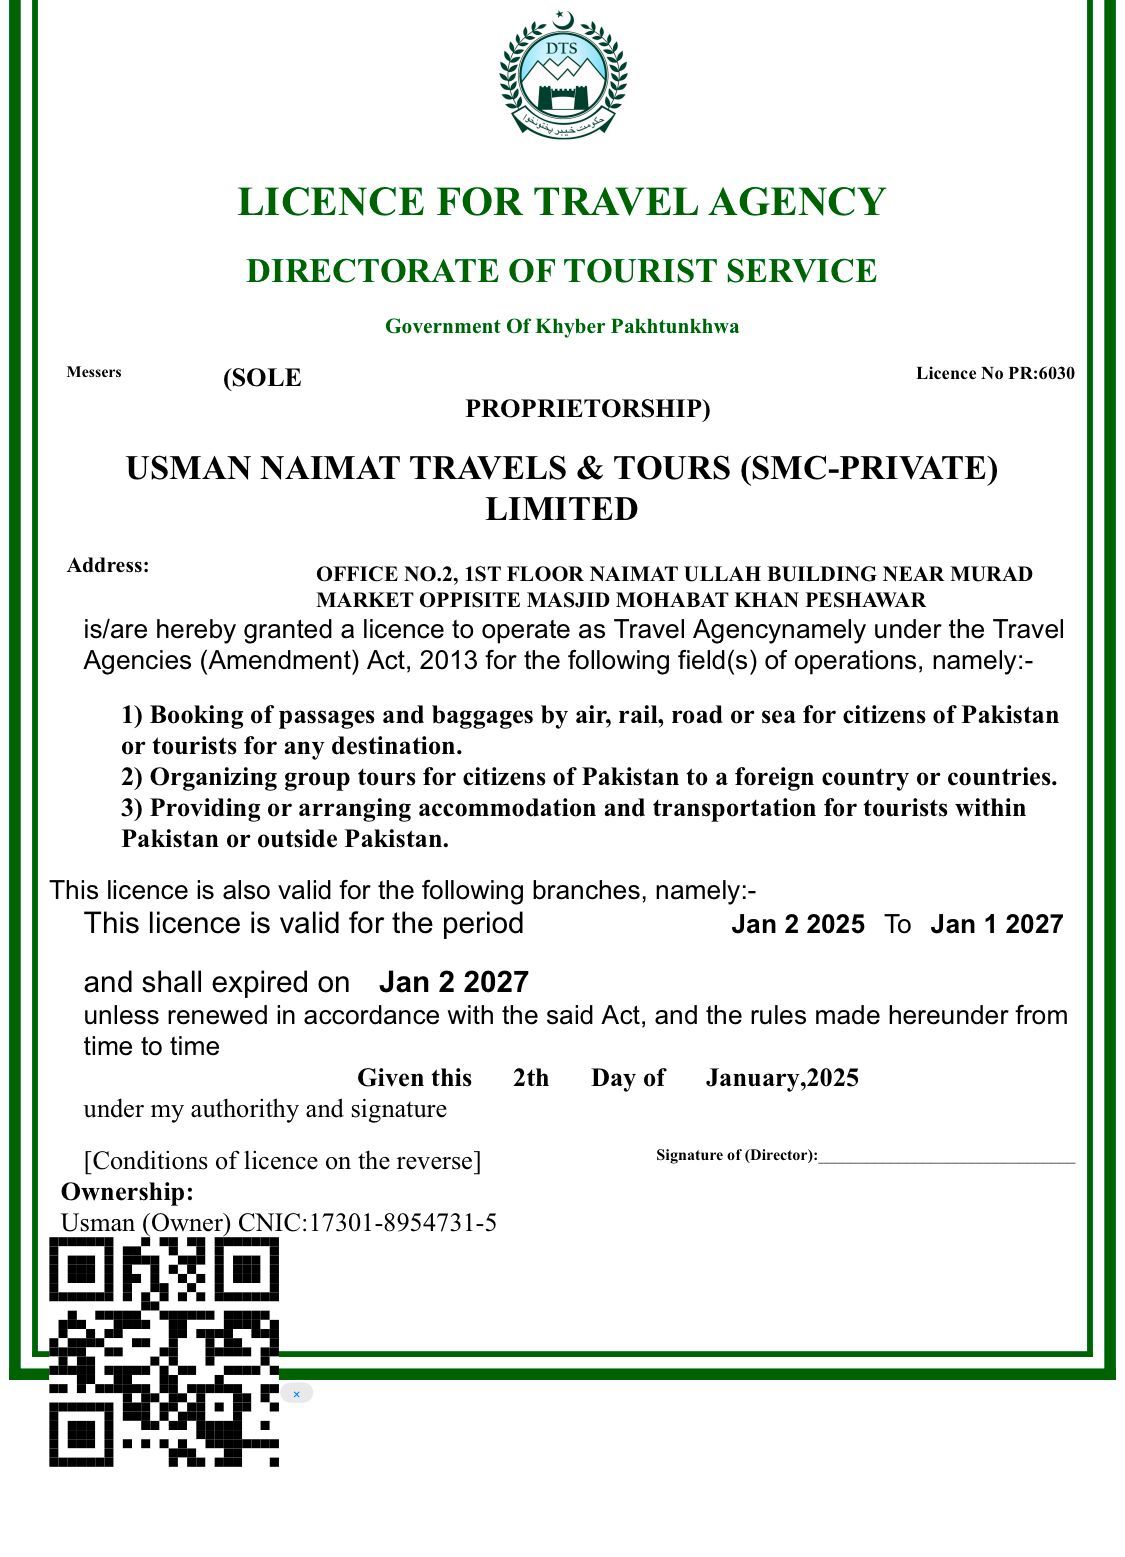 DTS
حکومت خیبر پختونخوا
LICENCE FOR TRAVEL AGENCY
DIRECTORATE OF TOURIST SERVICE
Government Of Khyber Pakhtunkhwa
Messers (SOLE Licence No PR:6030
PROPRIETORSHIP)
USMAN NAIMAT TRAVELS & TOURS (SMC-PRIVATE)
LIMITED
Address:
OFFICE NO.2, 1ST FLOOR NAIMAT ULLAH BUILDING NEAR MURAD
MARKET OPPISITE MASJID MOHABAT KHAN PESHAWAR
is/are hereby granted a licence to operate as Travel Agencynamely under the Travel
Agencies (Amendment) Act, 2013 for the following field(s) of operations, namely:-
1) Booking of passages and baggages by air, rail, road or sea for citizens of Pakistan
or tourists for any destination.
2) Organizing group tours for citizens of Pakistan to a foreign country or countries.
3) Providing or arranging accommodation and transportation for tourists within
Pakistan or outside Pakistan.
This licence is also valid for the following branches, namely:-
This licence is valid for the period Jan 2 2025 To Jan 1 2027
and shall expired on Jan 2 2027
unless renewed in accordance with the said Act, and the rules made hereunder from
time to time
Given this 2th Day of January,2025
under my authorithy and signature
[Conditions of licence on the reverse] Signature of (Director):
Ownership:
Usman (Owner) CNIC:17301-8954731-5
×